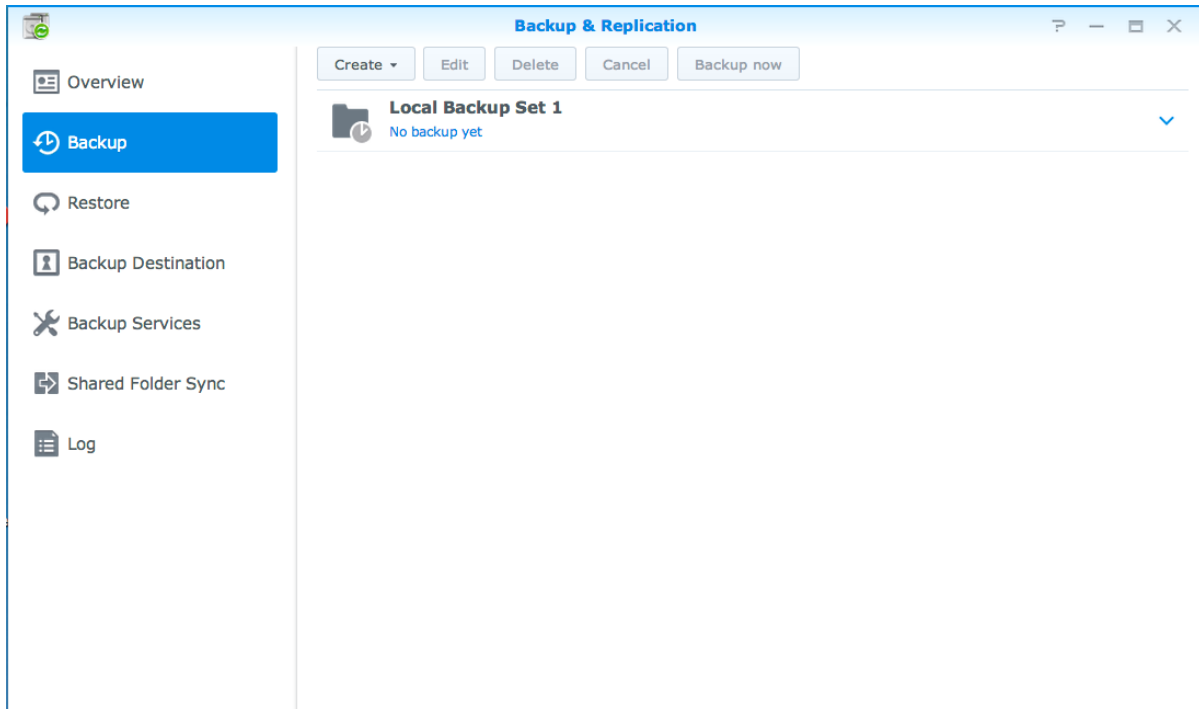 Backup & Replication
Overview
Backup
Restore
Backup Destination
Backup Services
Shared Folder Sync
Log
Create Edit Delete Cancel Backup now
Local Backup Set 1
No backup yet